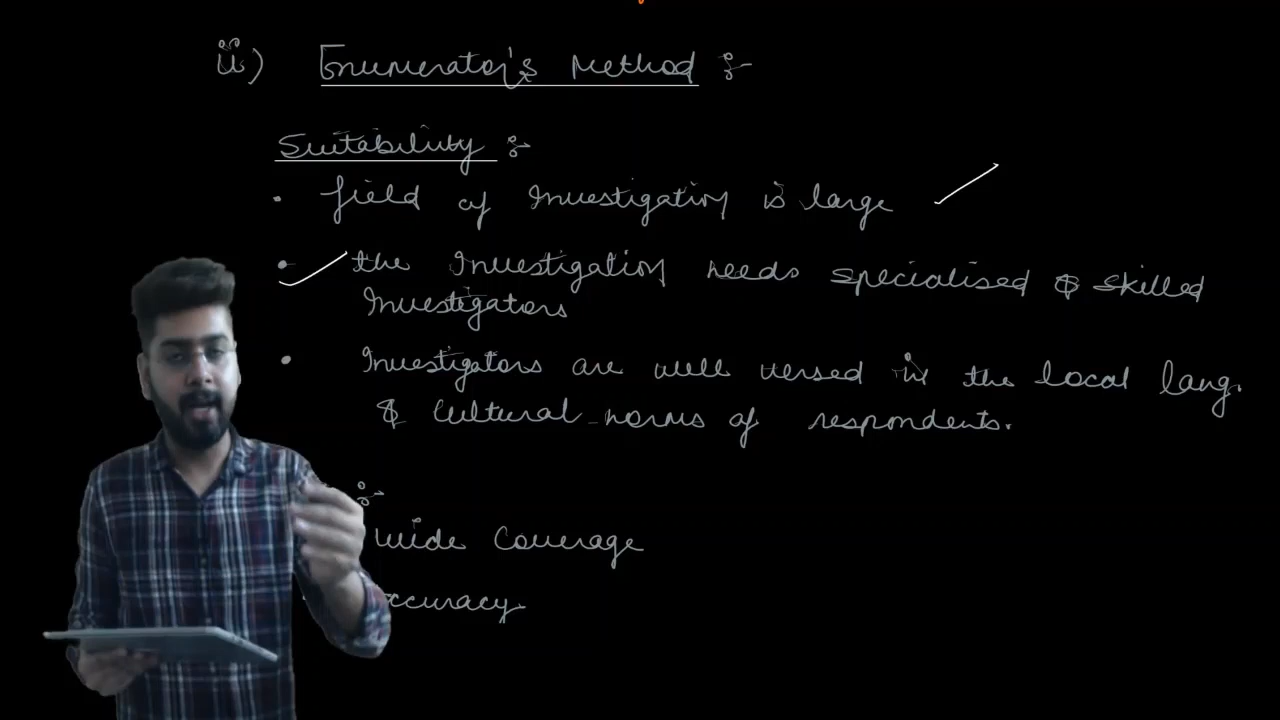 ii) Enumerator's Method :-
Suitability :-
• field of Investigation is large
• the Investigation needs specialised & skilled
Investigators
• Investigators are well versed in the local lang.
& cultural norms of respondents.
:-
wide Coverage
ccuracy.